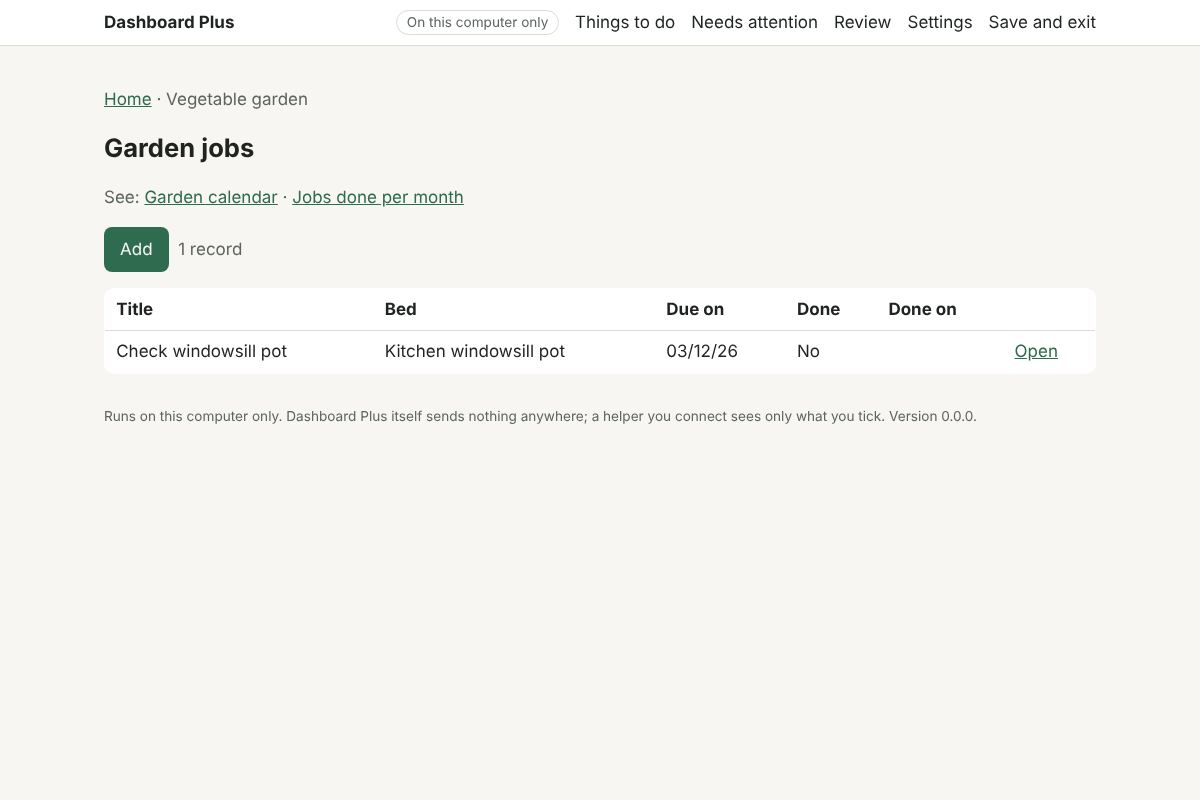 Dashboard Plus On this computer only Things to do Needs attention Review Settings Save and exit
Home · Vegetable garden
Garden jobs
See: Garden calendar · Jobs done per month
Add 1 record
Title Bed Due on Done Done on
Check windowsill pot Kitchen windowsill pot 03/12/26 No Open
Runs on this computer only. Dashboard Plus itself sends nothing anywhere; a helper you connect sees only what you tick. Version 0.0.0.